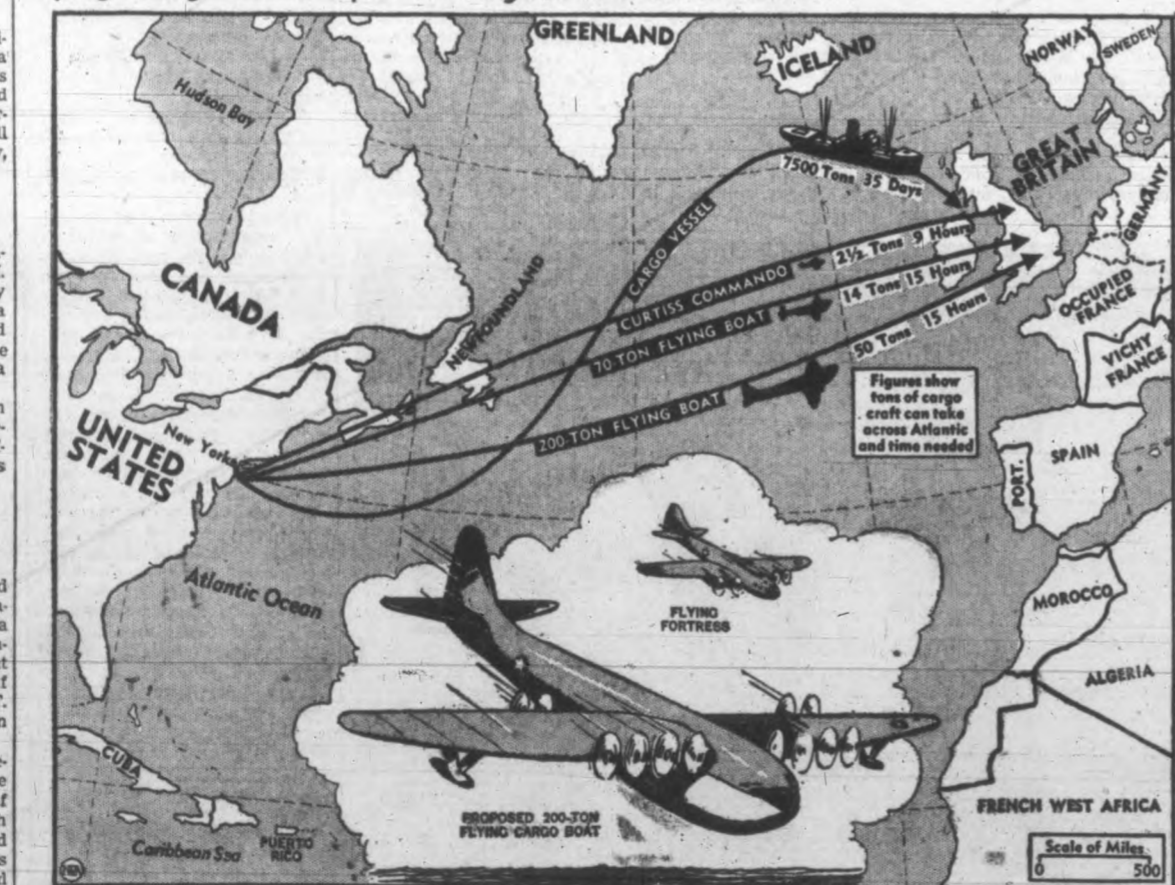 GREENLAND
ICELAND
NORWAY
SWEDEN
Hudson Bay
GREAT
BRITAIN
GERMANY
7500 Tons 35 Days
CARGO VESSEL
CURTISS COMMANDO
2½ Tons 9 Hours
70-TON FLYING BOAT
14 Tons 15 Hours
200-TON FLYING BOAT
50 Tons 15 Hours
CANADA
NEWFOUNDLAND
OCCUPIED
FRANCE
VICHY
FRANCE
Figures show
tons of cargo
craft can take
across Atlantic
and time needed
UNITED
STATES
New York
SPAIN
PORT.
Atlantic Ocean
FLYING
FORTRESS
MOROCCO
ALGERIA
CUBA
PROPOSED 200-TON
FLYING CARGO BOAT
FRENCH WEST AFRICA
Caribbean Sea
PUERTO
RICO
Scale of Miles
0 500